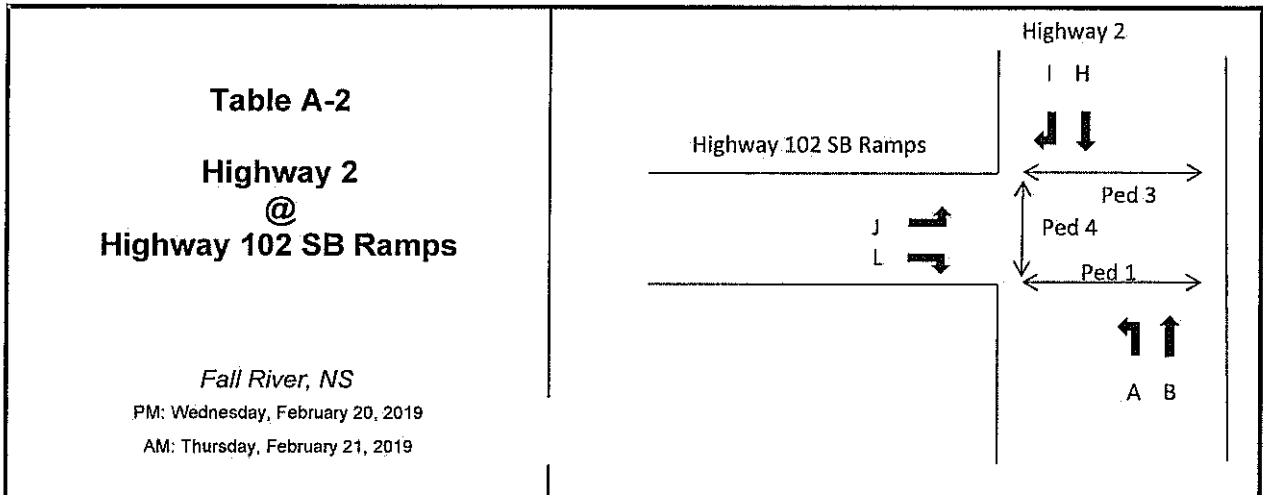 Table A-2
Highway 2
@
Highway 102 SB Ramps
Fall River, NS
PM: Wednesday, February 20, 2019
AM: Thursday, February 21, 2019
Highway 2
I H
Highway 102 SB Ramps
Ped 3
J
Ped 4
L
Ped 1
A B